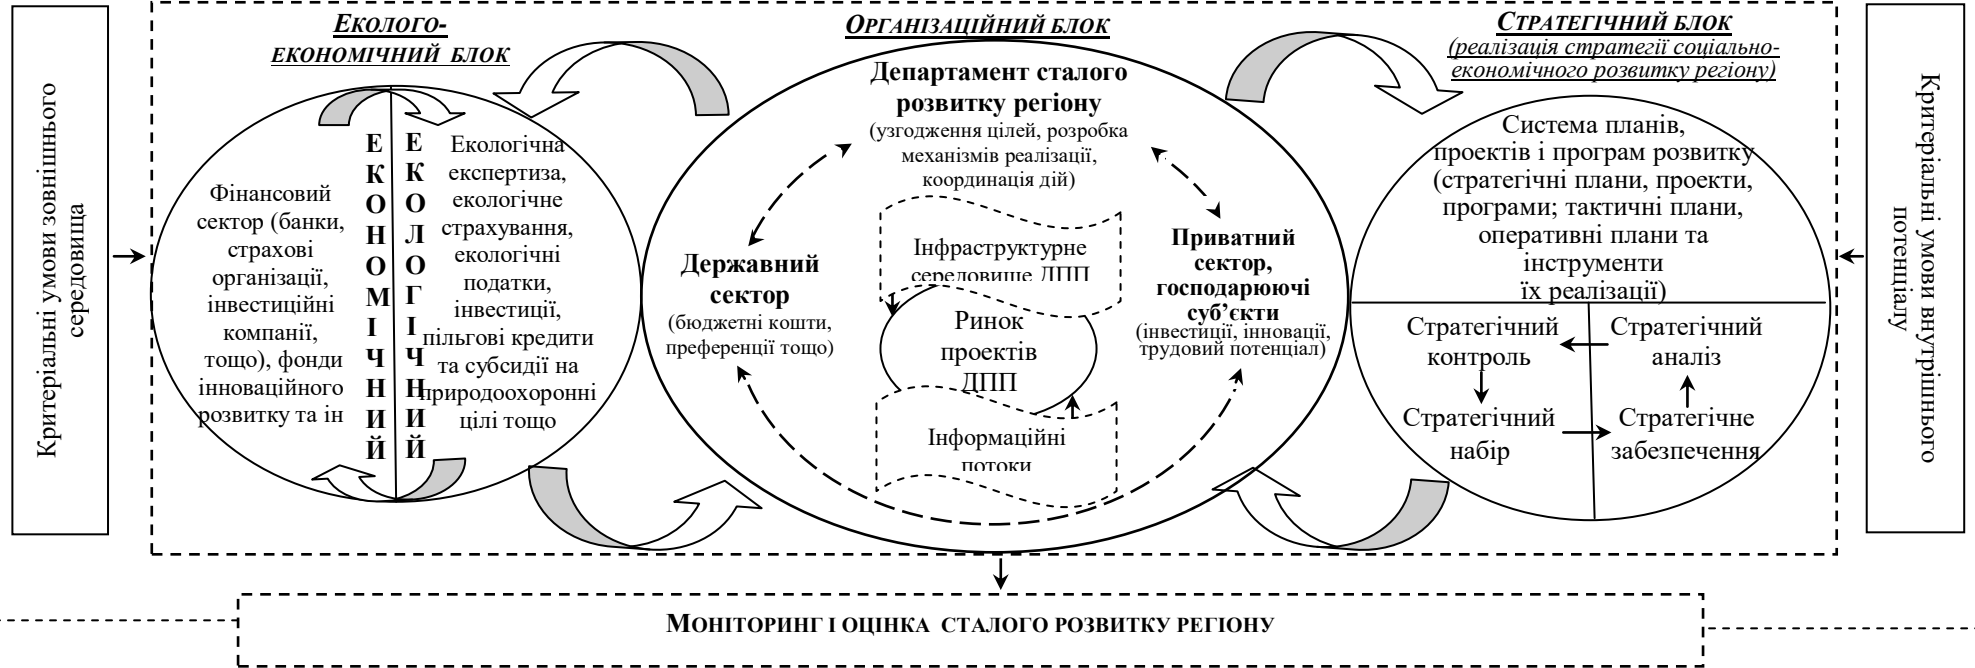 Критеріальні умови зовнішнього
середовища
ЕКОЛОГО-
ЕКОНОМІЧНИЙ БЛОК
Фінансовий
сектор (банки,
страхові
організації,
інвестиційні
компанії,
тощо), фонди
інноваційного
розвитку та ін
ЕКОНОМІЧНИЙ
ЕКОЛОГІЧНИЙ
Екологічна
експертиза,
екологічне
страхування,
екологічні
податки,
інвестиції,
пільгові кредити
та субсидії на
природоохоронні
цілі тощо
ОРГАНІЗАЦІЙНИЙ БЛОК
Департамент сталого
розвитку регіону
(узгодження цілей, розробка
механізмів реалізації,
координація дій)
Державний
сектор
(бюджетні кошти,
преференції тощо)
Інфраструктурне
середовище ДПП
Ринок
проектів
ДПП
Інформаційні
потоки
Приватний
сектор,
господарюючі
суб’єкти
(інвестиції, інновації,
трудовий потенціал)
СТРАТЕГІЧНИЙ БЛОК
(реалізація стратегії соціально-
економічного розвитку регіону)
Система планів,
проектів і програм розвитку
(стратегічні плани, проекти,
програми; тактичні плани,
оперативні плани та
інструменти
їх реалізації)
Стратегічний
контроль
Стратегічний
аналіз
Стратегічний
набір
Стратегічне
забезпечення
Критеріальні умови внутрішнього
потенціалу
МОНІТОРИНГ І ОЦІНКА СТАЛОГО РОЗВИТКУ РЕГІОНУ